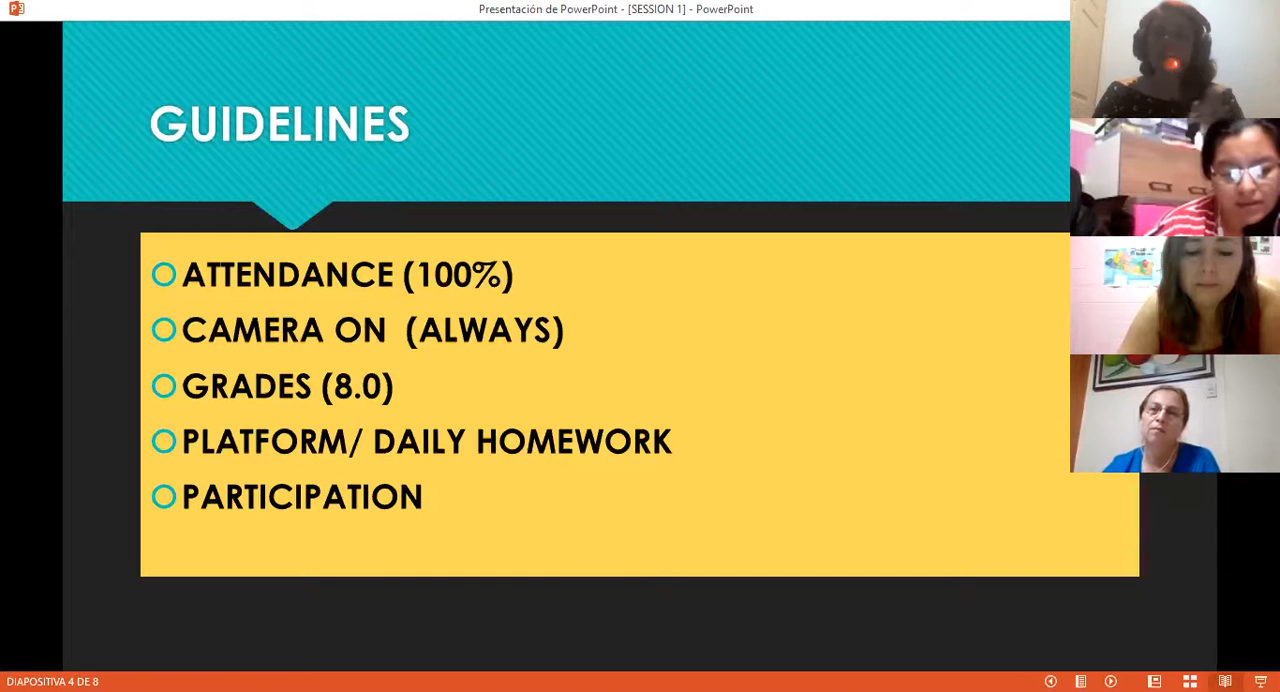 Presentación de PowerPoint - [SESSION 1] - PowerPoint
GUIDELINES
ATTENDANCE (100%)
CAMERA ON (ALWAYS)
GRADES (8.0)
PLATFORM/ DAILY HOMEWORK
PARTICIPATION
DIAPOSITIVA 4 DE 8